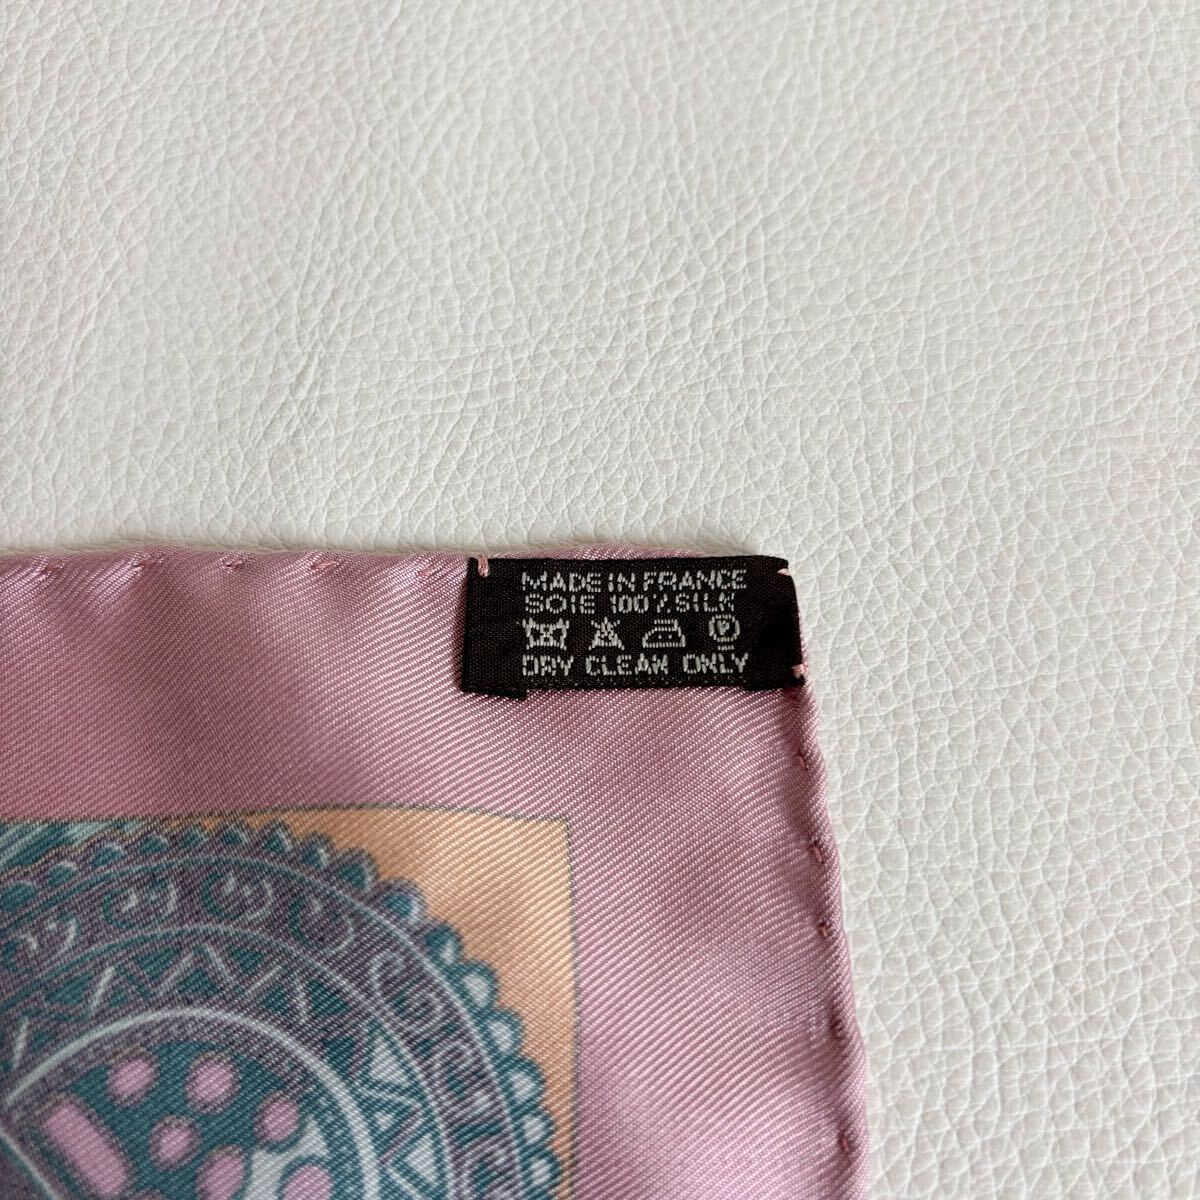 MADE IN FRANCE
SOIE 100% SILK
P
DRY CLEAN ONLY